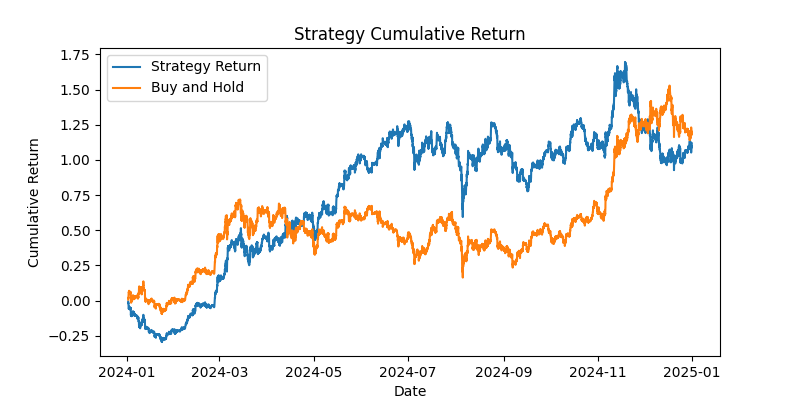 Strategy Cumulative Return
Strategy Return
Buy and Hold
Cumulative Return
1.75
1.50
1.25
1.00
0.75
0.50
0.25
0.00
−0.25
2024-01 2024-03 2024-05 2024-07 2024-09 2024-11 2025-01
Date